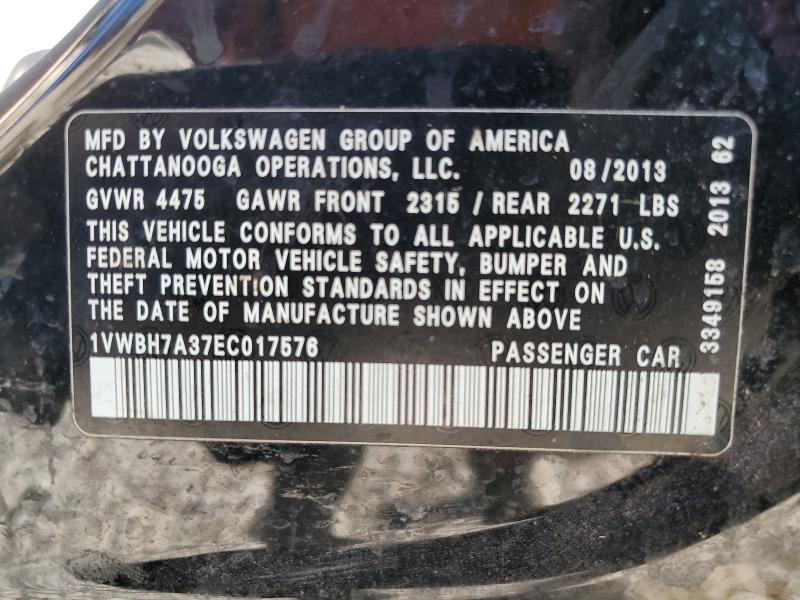 MFD BY VOLKSWAGEN GROUP OF AMERICA
CHATTANOOGA OPERATIONS, LLC. 08/2013
GVWR 4475 GAWR FRONT 2315 / REAR 2271 LBS
THIS VEHICLE CONFORMS TO ALL APPLICABLE U.S.
FEDERAL MOTOR VEHICLE SAFETY, BUMPER AND
THEFT PREVENTION STANDARDS IN EFFECT ON
THE DATE OF MANUFACTURE SHOWN ABOVE
1VWBH7A37EC017576 PASSENGER CAR
3349158 2013 62